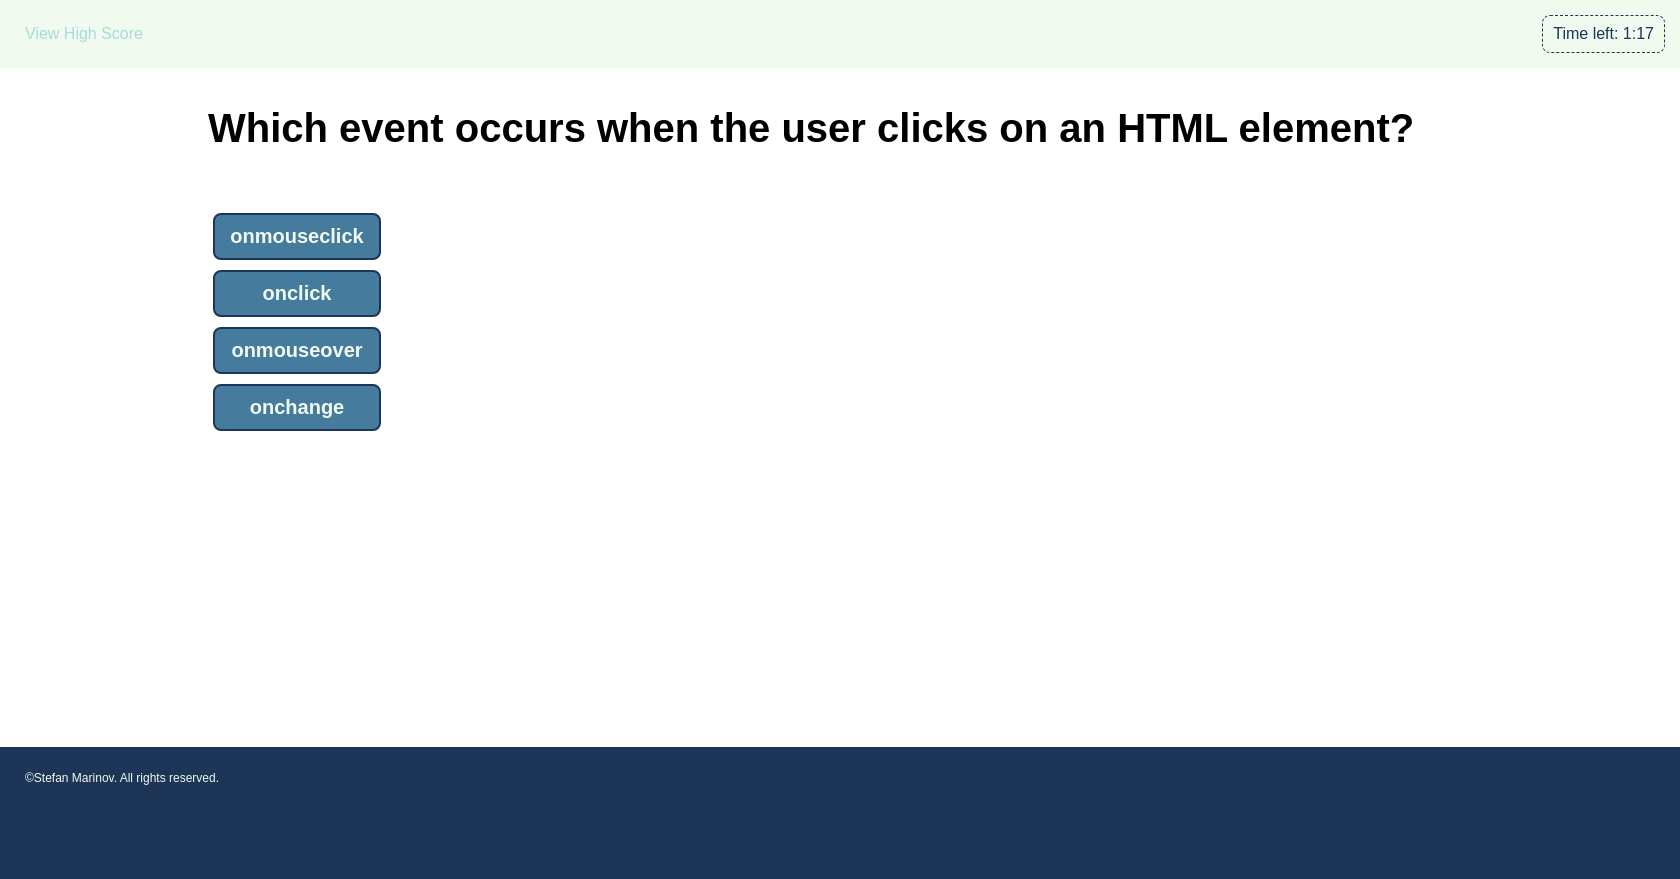 View High Score
Time left: 1:17
Which event occurs when the user clicks on an HTML element?
onmouseclick
onclick
onmouseover
onchange
©Stefan Marinov. All rights reserved.